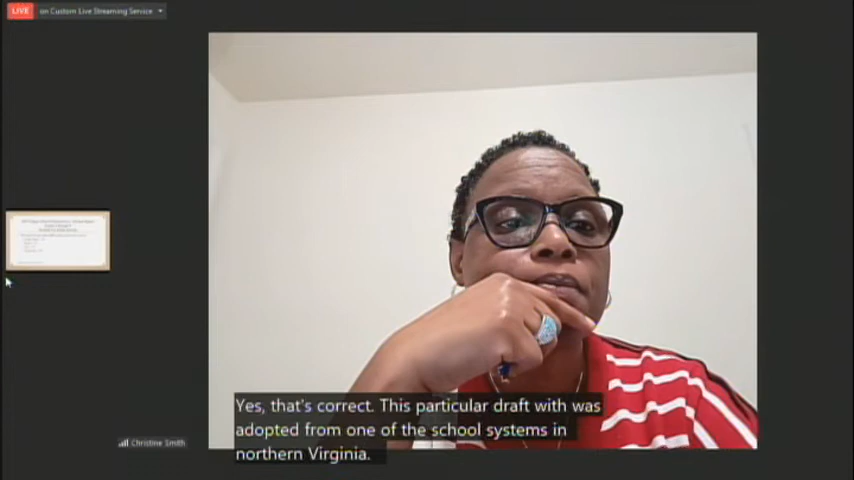 LIVE on Custom Live Streaming Service
Christine Smith
Yes, that's correct. This particular draft with was
adopted from one of the school systems in
northern Virginia.